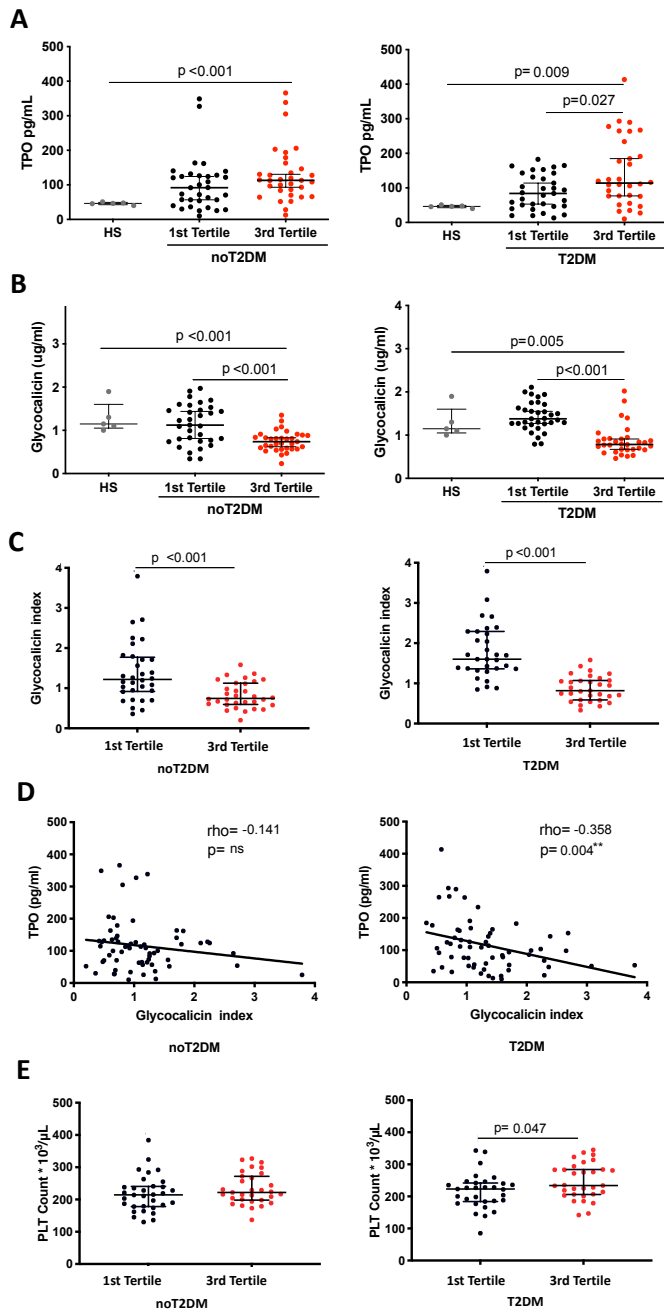 A
p <0.001
TPO pg/mL
500
400
300
200
100
0
HS
1st Tertile
3rd Tertile
noT2DM
p= 0.009
p=0.027
TPO pg/mL
500
400
300
200
100
0
HS
1st Tertile
3rd Tertile
T2DM
B
p <0.001
p <0.001
Glycocalicin (ug/ml)
3
2
1
0
HS
1st Tertile
3rd Tertile
noT2DM
p=0.005
p <0.001
Glycocalicin (ug/ml)
4
3
2
1
0
HS
1st Tertile
3rd Tertile
T2DM
C
p <0.001
Glycocalicin index
4
3
2
1
0
1st Tertile
3rd Tertile
noT2DM
p <0.001
Glycocalicin index
4
3
2
1
0
1st Tertile
3rd Tertile
T2DM
D
rho= -0.141
p= ns
TPO (pg/ml)
500
400
300
200
100
0
0 1 2 3 4
Glycocalicin index
noT2DM
rho= -0.358
p= 0.004**
TPO (pg/ml)
500
400
300
200
100
0
0 1 2 3 4
Glycocalicin index
T2DM
E
PLT Count * 10³/µL
500
400
300
200
100
0
1st Tertile
3rd Tertile
noT2DM
p= 0.047
PLT Count * 10³/µL
500
400
300
200
100
0
1st Tertile
3rd Tertile
T2DM